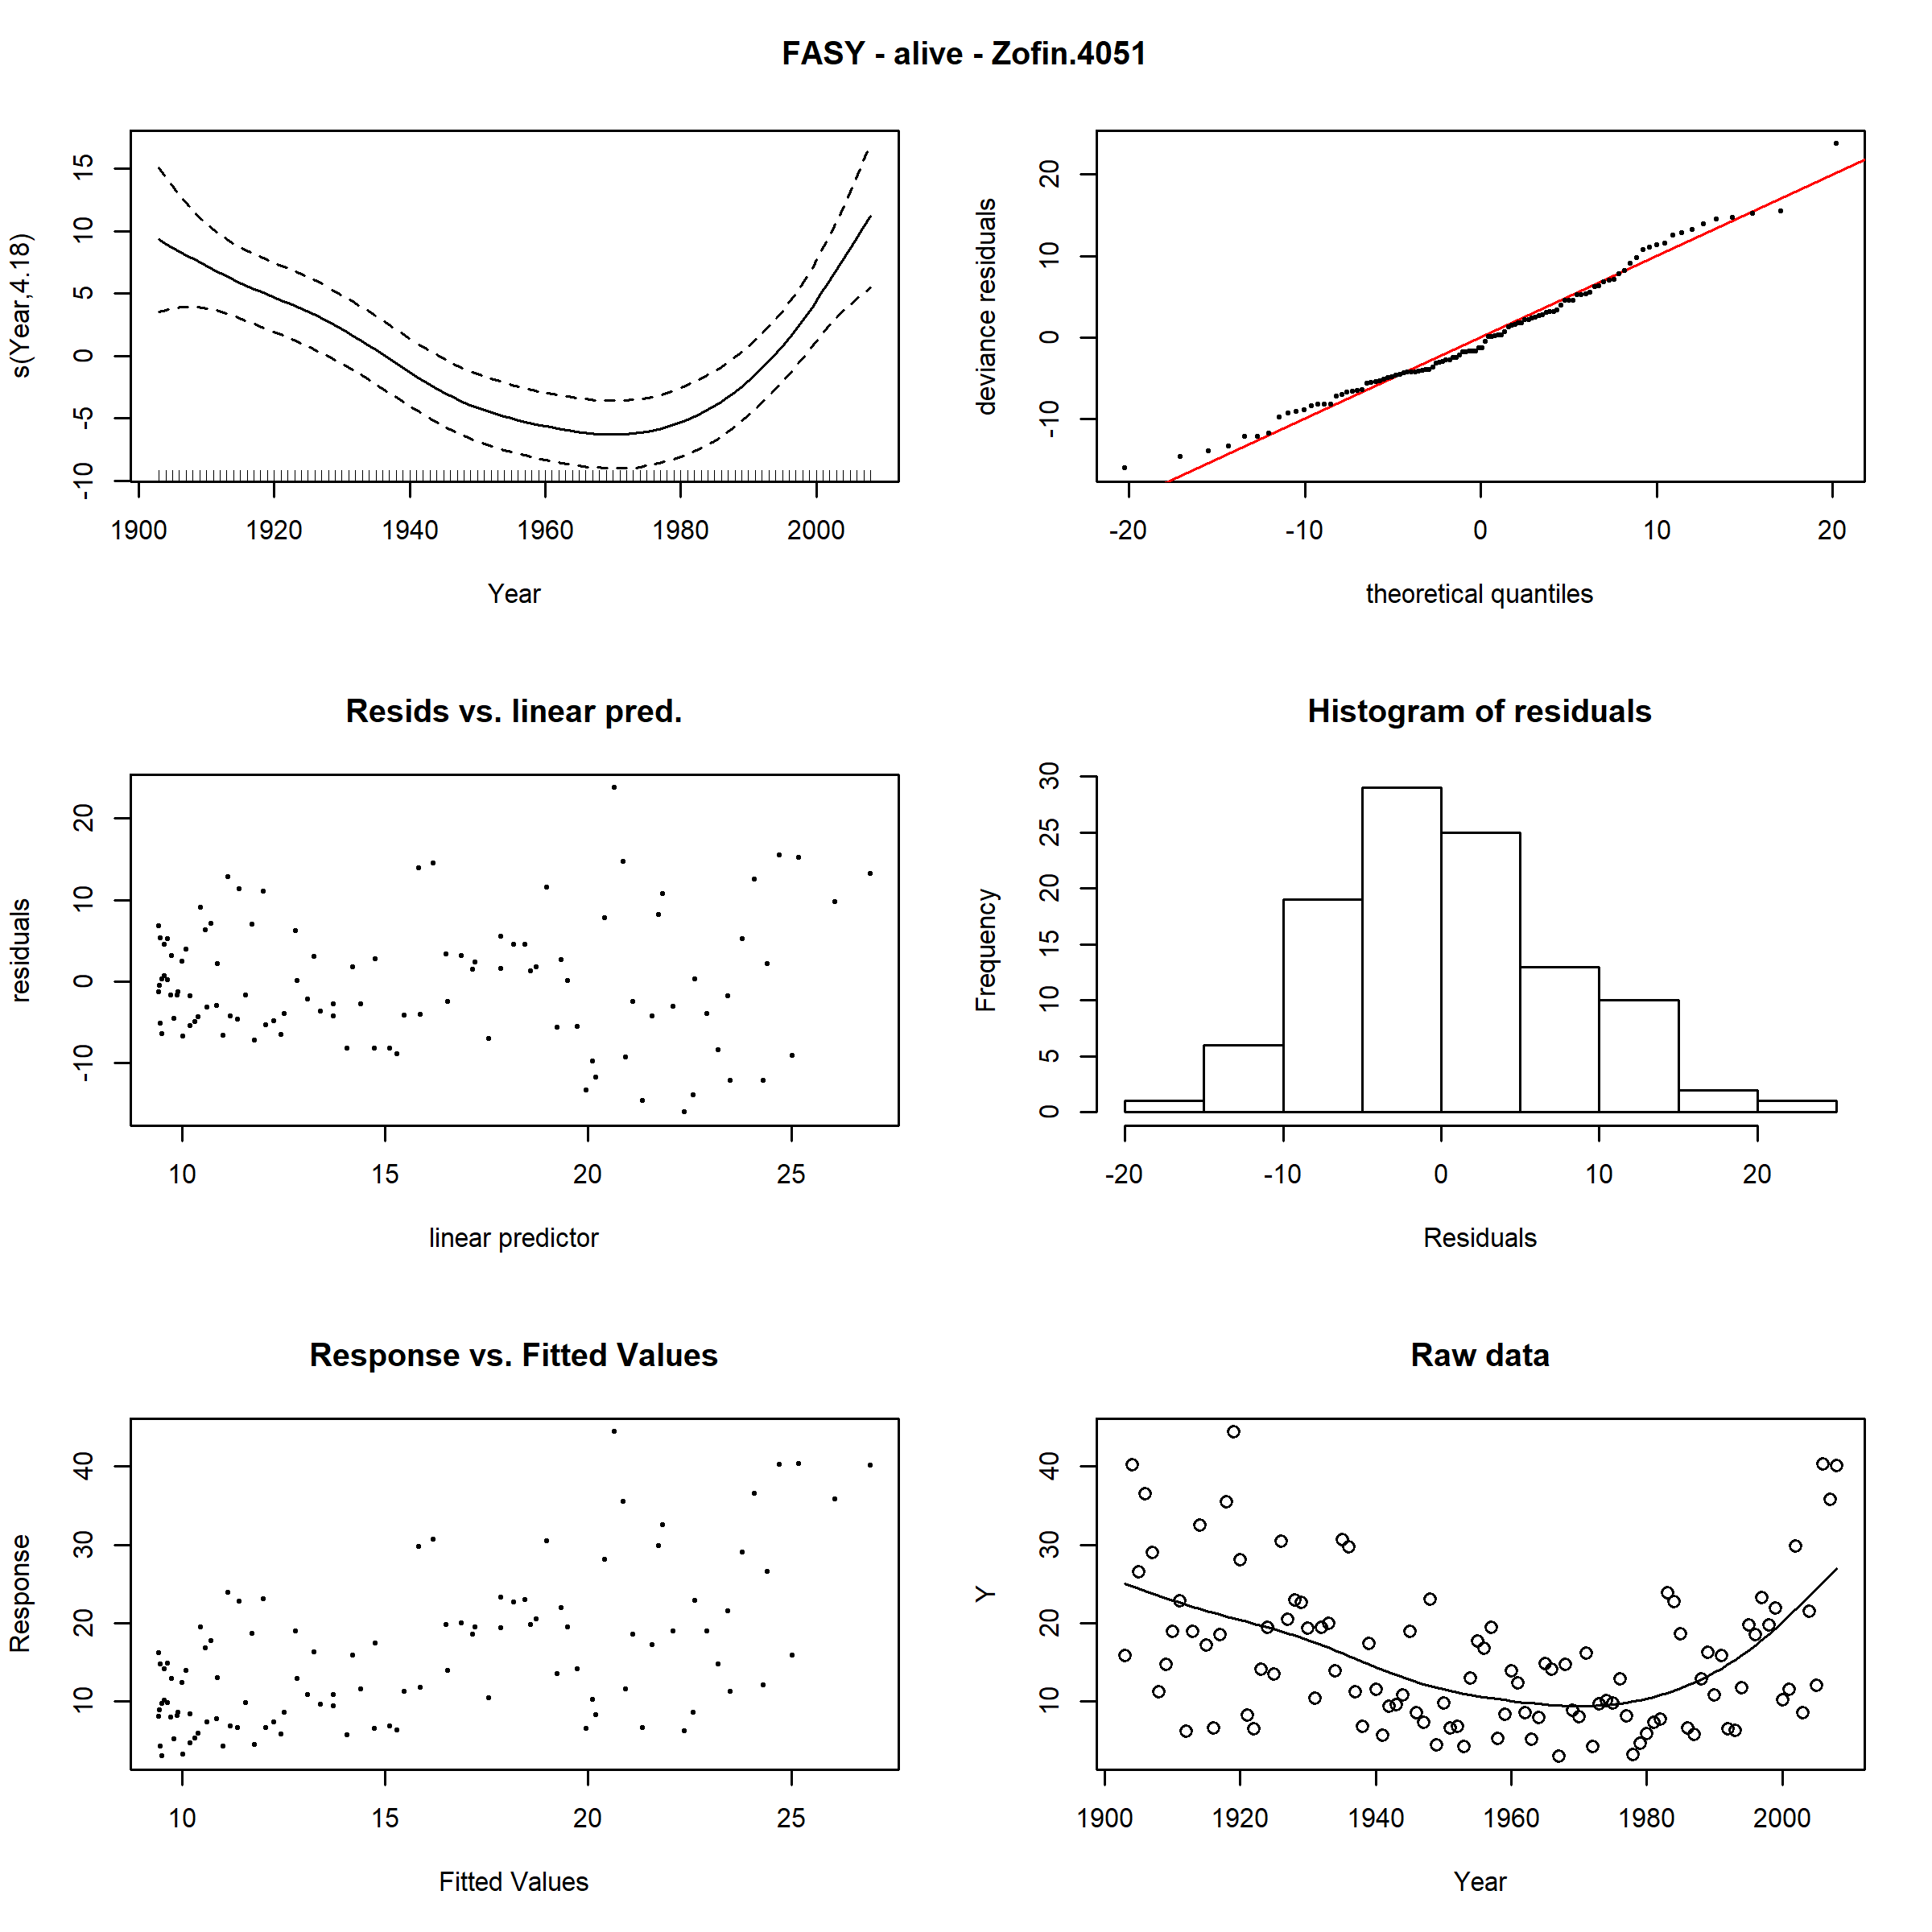 FASY - alive - Zofin.4051
s(Year,4.18)
15
10
5
0
-5
-10
1900 1920 1940 1960 1980 2000
Year
deviance residuals
20
10
0
-10
-20 -10 0 10 20
theoretical quantiles
Resids vs. linear pred.
residuals
20
10
0
-10
10 15 20 25
linear predictor
Histogram of residuals
Frequency
30
25
20
15
10
5
0
-20 -10 0 10 20
Residuals
Response vs. Fitted Values
Response
40
30
20
10
10 15 20 25
Fitted Values
Raw data
Y
40
30
20
10
1900 1920 1940 1960 1980 2000
Year